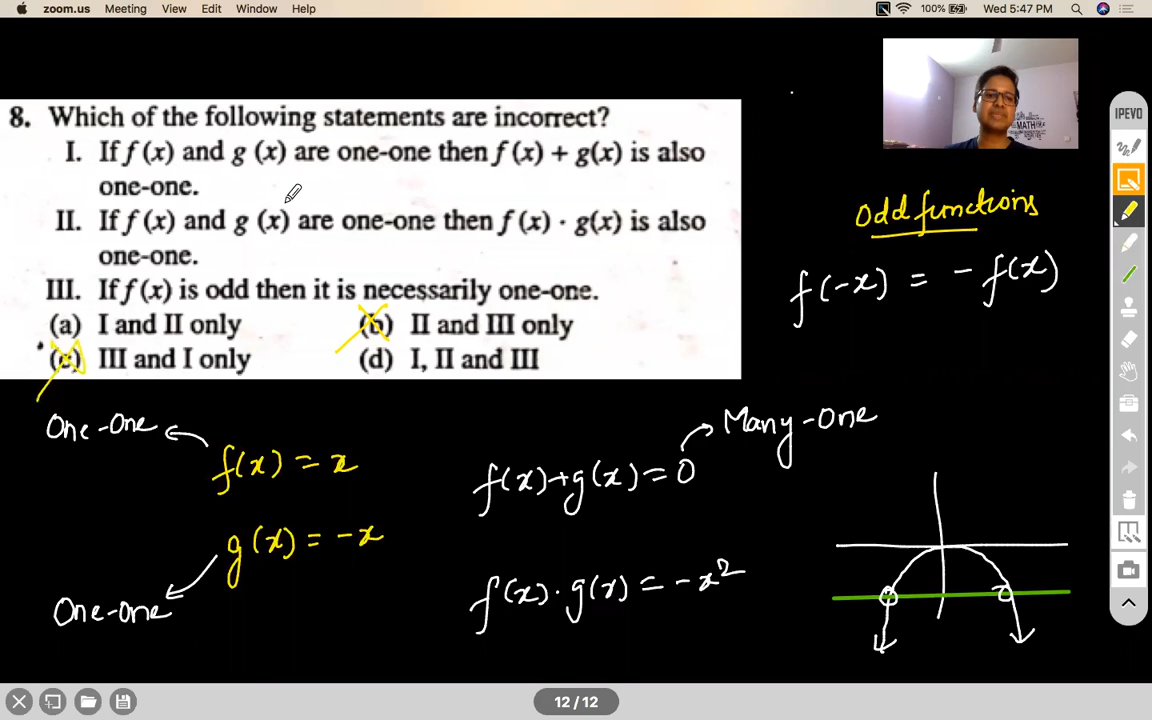 zoom.us Meeting View Edit Window Help 100% Wed 5:47 PM
IPEVO
MATH
8. Which of the following statements are incorrect?
I. If f (x) and g (x) are one-one then f (x) + g(x) is also
one-one.
II. If f (x) and g (x) are one-one then f (x) · g(x) is also
one-one.
III. If f (x) is odd then it is necessarily one-one.
(a) I and II only (b) II and III only
(c) III and I only (d) I, II and III
Odd functions
f(-x) = - f(x)
One-One
f(x) = x
g(x) = -x
One-one
f(x)+g(x) = 0
Many-one
f(x)·g(x) = -x²
12 / 12